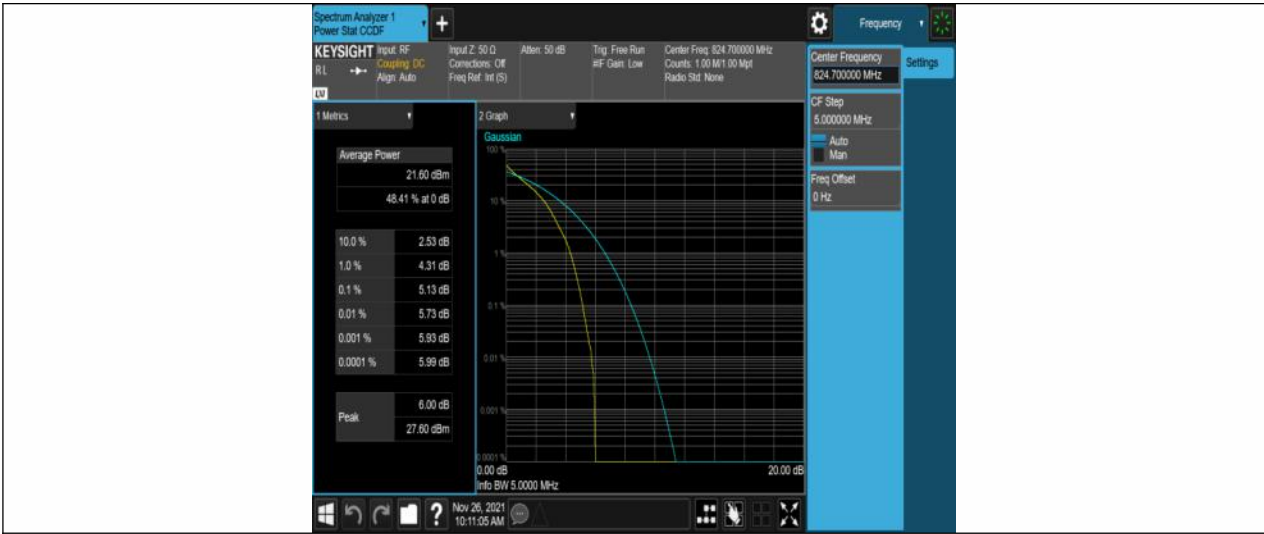 Spectrum Analyzer 1
Power Stat CCDF
Frequency
KEYSIGHT
R L
LV
Input: RF
Coupling: DC
Align: Auto
Input Z: 50 Ω
Corrections: Off
Freq Ref: Int (S)
Atten: 50 dB
Trig: Free Run
#IF Gain: Low
Center Freq: 824.700000 MHz
Counts: 1.00 M/1.00 Mpt
Radio Std: None
Center Frequency
824.700000 MHz
Settings
CF Step
5.000000 MHz
Auto
Man
Freq Offset
0 Hz
1 Metrics
Average Power
21.60 dBm
48.41 % at 0 dB
10.0 % 2.53 dB
1.0 % 4.31 dB
0.1 % 5.13 dB
0.01 % 5.73 dB
0.001 % 5.93 dB
0.0001 % 5.99 dB
Peak
6.00 dB
27.60 dBm
2 Graph
Gaussian
100 %
10 %
1 %
0.1 %
0.01 %
0.001 %
0.0001 %
0.00 dB 20.00 dB
Info BW 5.0000 MHz
?
Nov 26, 2021
10:11:05 AM